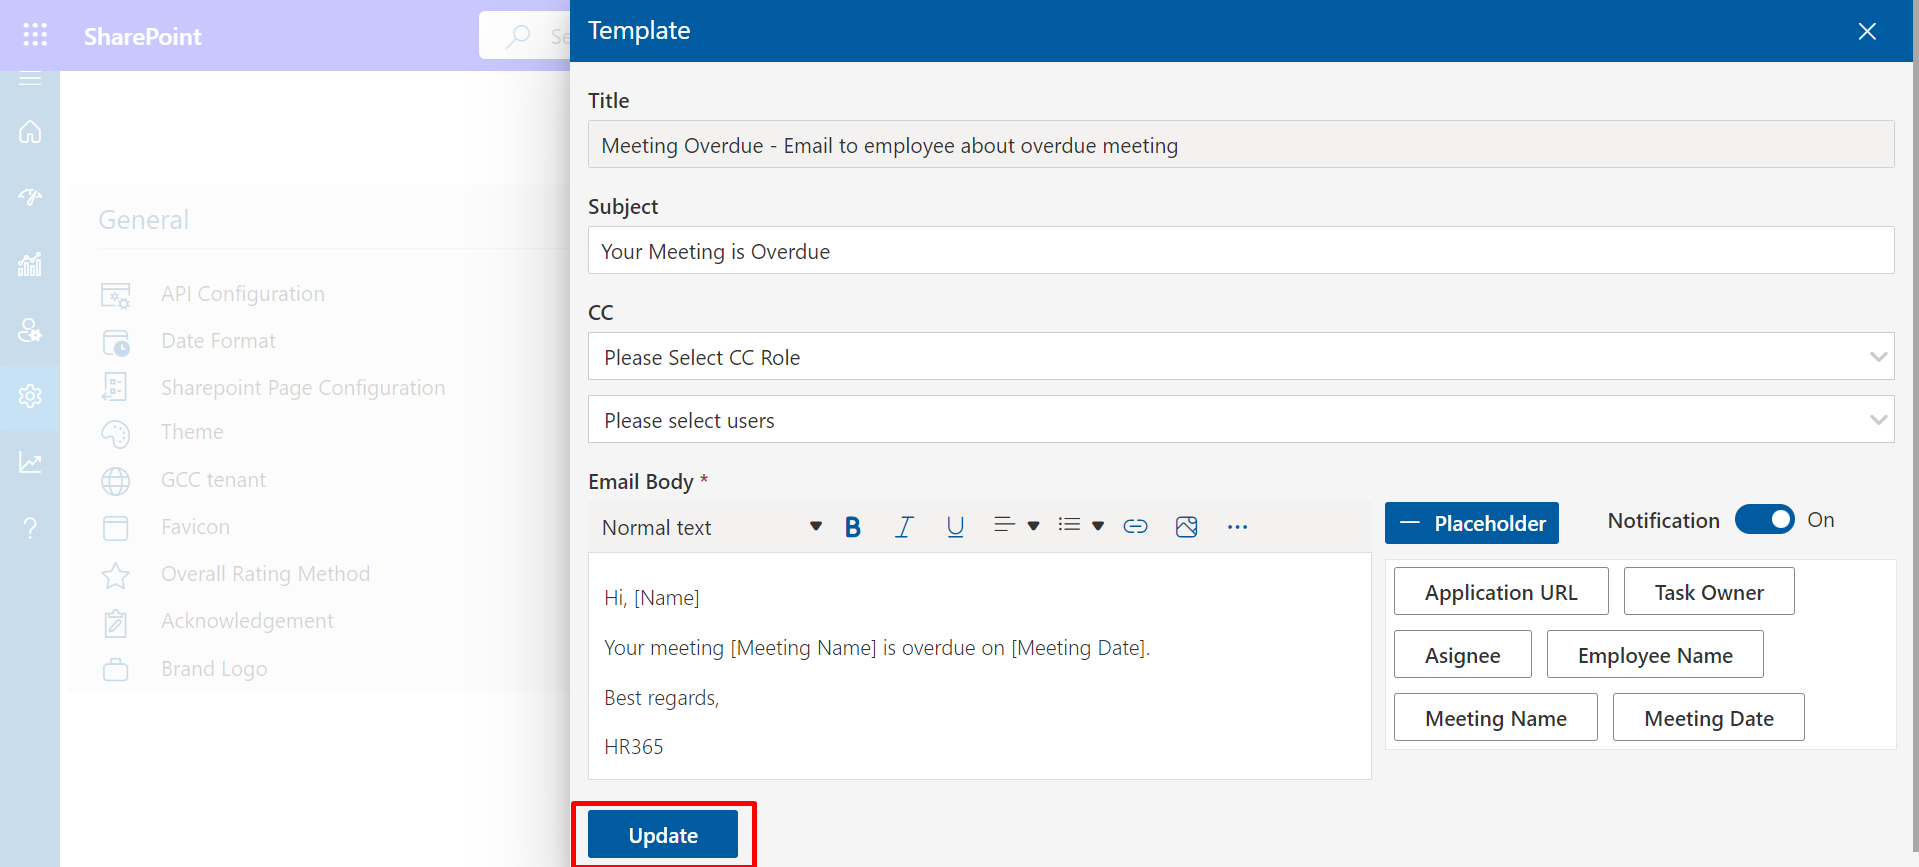 SharePoint
Se
Template
Title
Meeting Overdue - Email to employee about overdue meeting
Subject
Your Meeting is Overdue
CC
Please Select CC Role
Please select users
Email Body *
Normal text
B
I
U
Placeholder
Notification
On
Hi, [Name]
Your meeting [Meeting Name] is overdue on [Meeting Date].
Best regards,
HR365
Application URL
Task Owner
Asignee
Employee Name
Meeting Name
Meeting Date
Update
General
API Configuration
Date Format
Sharepoint Page Configuration
Theme
GCC tenant
Favicon
Overall Rating Method
Acknowledgement
Brand Logo